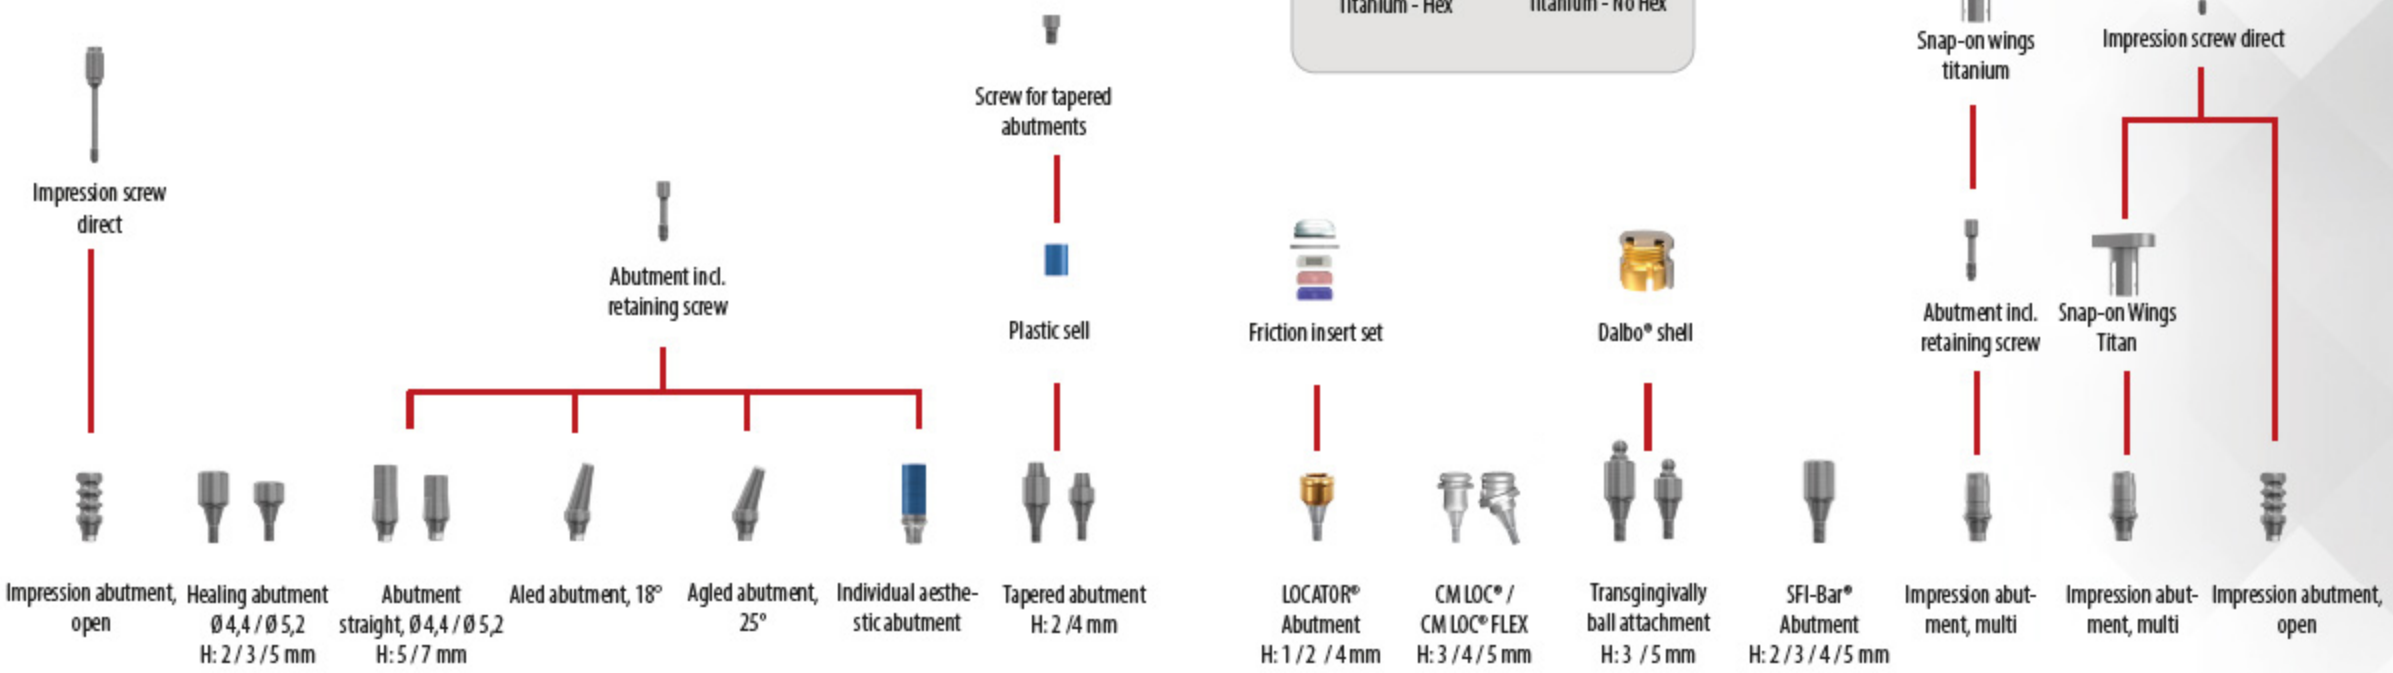 Titanium - Hex
Titanium - No Hex
Snap-on wings
titanium
Impression screw direct
Screw for tapered
abutments
Impression screw
direct
Abutment incl.
retaining screw
Plastic sell
Friction insert set
Dalbo® shell
Abutment incl.
retaining screw
Snap-on Wings
Titan
Impression abutment,
open
Healing abutment
Ø 4,4 / Ø 5,2
H: 2 / 3 / 5 mm
Abutment
straight, Ø 4,4 / Ø 5,2
H: 5 / 7 mm
Aled abutment, 18°
Agled abutment,
25°
Individual aesthe-
stic abutment
Tapered abutment
H: 2 /4 mm
LOCATOR®
Abutment
H: 1 / 2 / 4 mm
CM LOC® /
CM LOC® FLEX
H: 3 / 4 / 5 mm
Transgingivally
ball attachment
H: 3 / 5 mm
SFI-Bar®
Abutment
H: 2 / 3 / 4 / 5 mm
Impression abut-
ment, multi
Impression abut-
ment, multi
Impression abutment,
open